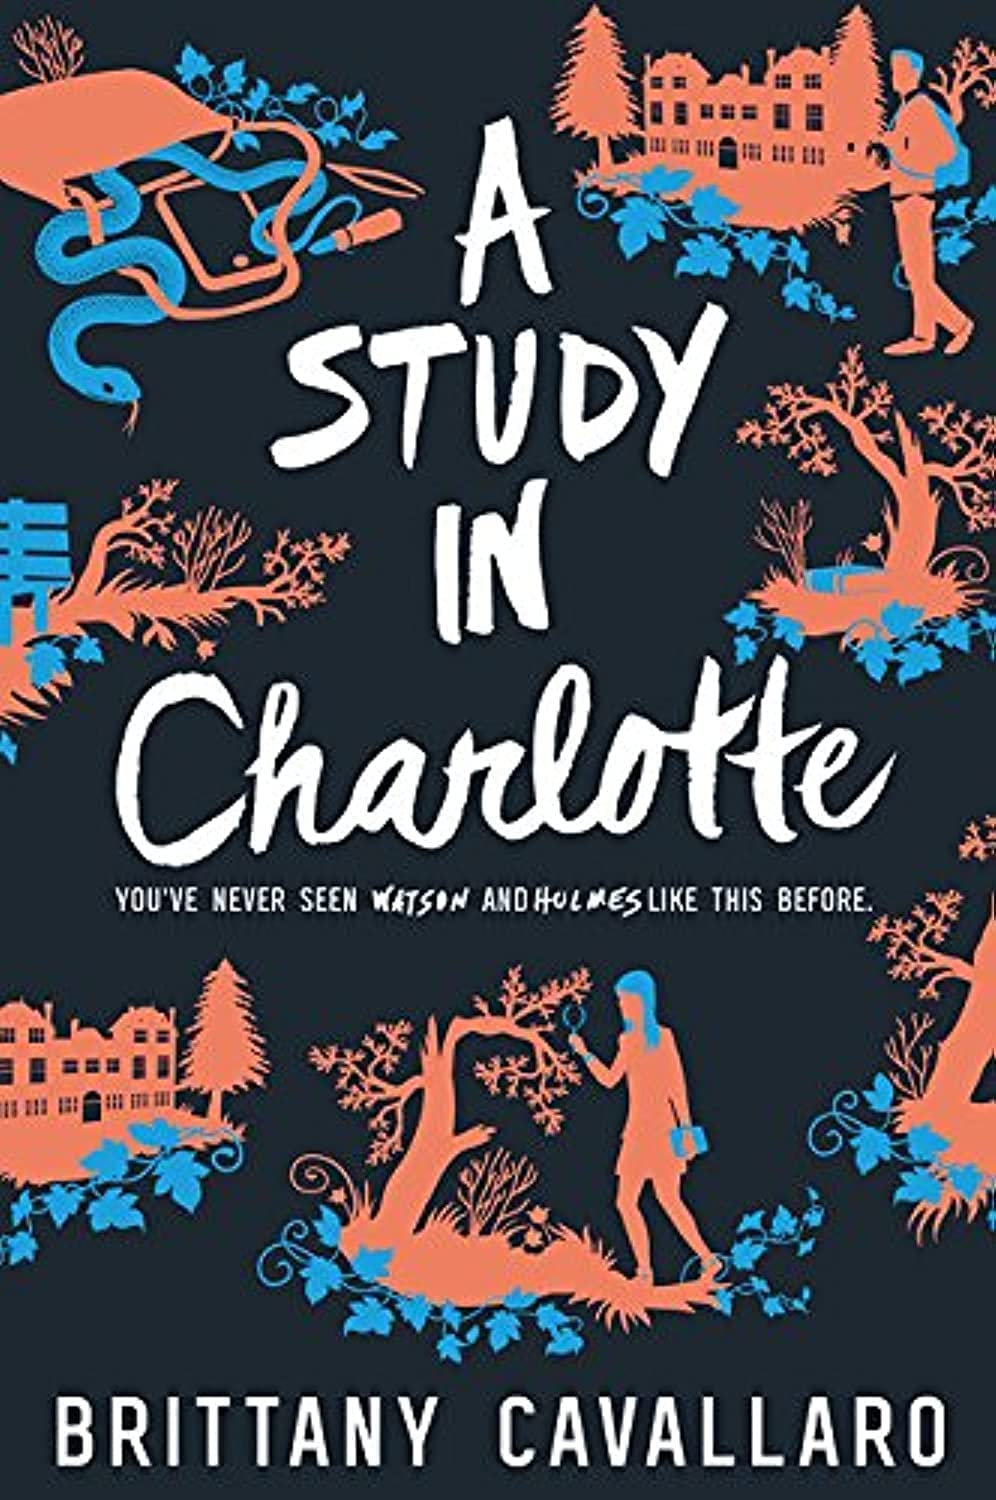 A
STUDY
IN
Charlotte
YOU'VE NEVER SEEN WATSON AND HOLMES LIKE THIS BEFORE.
BRITTANY CAVALLARO